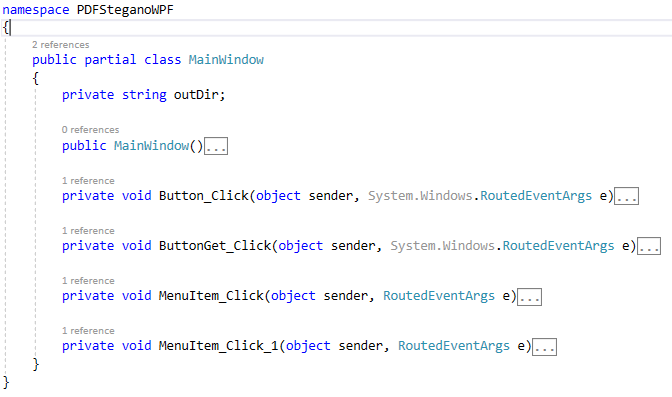 namespace PDFSteganoWPF
{
2 references
public partial class MainWindow
{
private string outDir;
0 references
public MainWindow()...
1 reference
private void Button_Click(object sender, System.Windows.RoutedEventArgs e)...
1 reference
private void ButtonGet_Click(object sender, System.Windows.RoutedEventArgs e)...
1 reference
private void MenuItem_Click(object sender, RoutedEventArgs e)...
1 reference
private void MenuItem_Click_1(object sender, RoutedEventArgs e)...
}
}